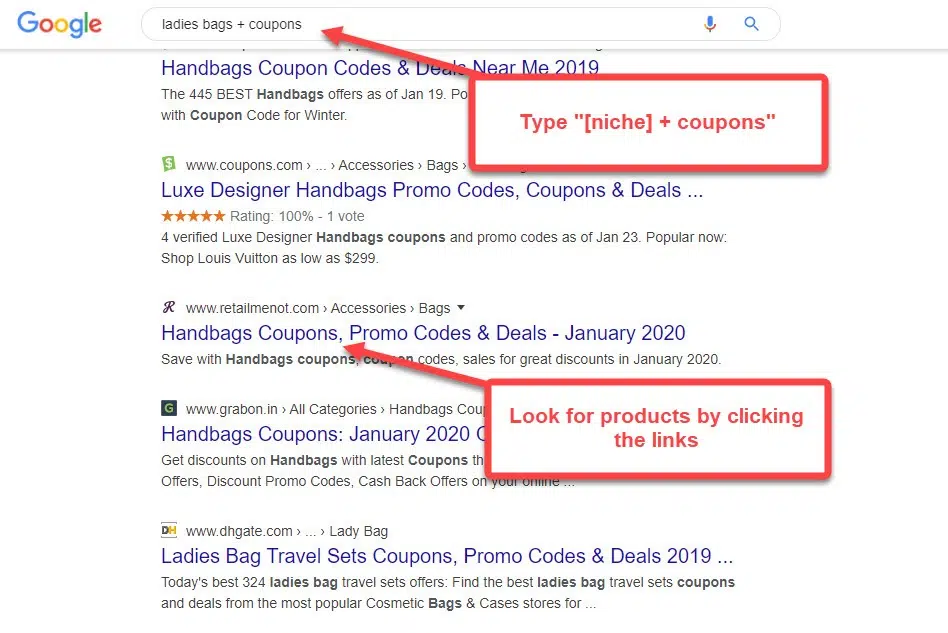 Google
ladies bags + coupons
Handbags Coupon Codes & Deals Near Me 2019
The 445 BEST Handbags offers as of Jan 19.
with Coupon Code for Winter.
Type "[niche] + coupons"
www.coupons.com › ... › Accessories › Bags ›
Luxe Designer Handbags Promo Codes, Coupons & Deals ...
★★★★★ Rating: 100% - 1 vote
4 verified Luxe Designer Handbags coupons and promo codes as of Jan 23. Popular now:
Shop Louis Vuitton as low as $299.
www.retailmenot.com › Accessories › Bags
Handbags Coupons, Promo Codes & Deals - January 2020
Save with Handbags coupons, coupon codes, sales for great discounts in January 2020.
G www.grabon.in › All Categories › Handbags
Look for products by clicking
the links
Handbags Coupons: January 2020
Get discounts on Handbags with latest Coupons
Offers, Discount Promo Codes, Cash Back Offers on your online ...
DH www.dhgate.com › ... › Lady Bag
Ladies Bag Travel Sets Coupons, Promo Codes & Deals 2019 ...
Today's best 324 ladies bag travel sets offers: Find the best ladies bag travel sets coupons
and deals from the most popular Cosmetic Bags & Cases stores for ...